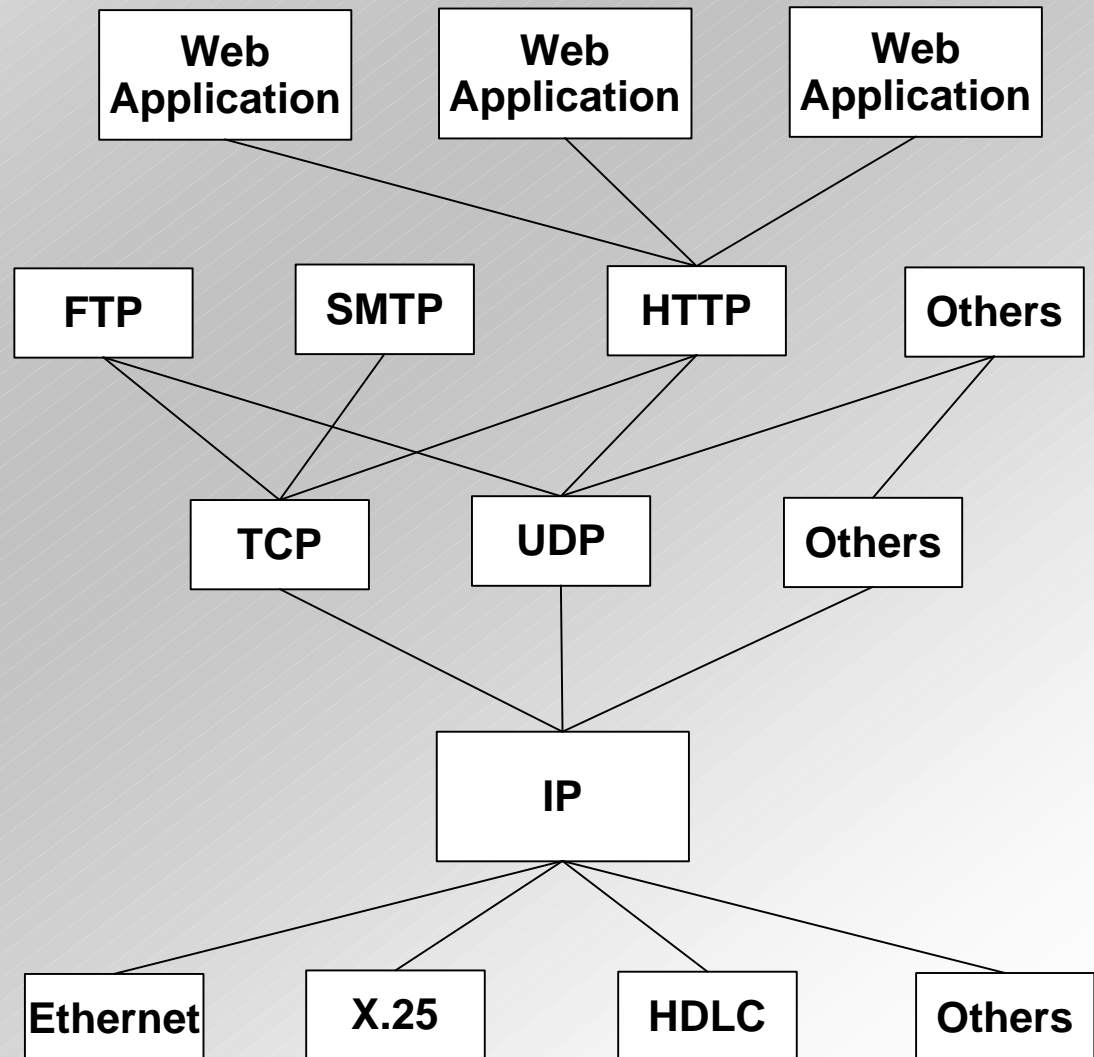 Web
Application
Web
Application
Web
Application
FTP
SMTP
HTTP
Others
TCP
UDP
Others
IP
Ethernet
X.25
HDLC
Others